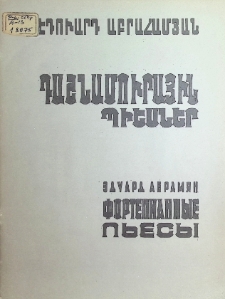 ԷԴՈՒԱՐԴ ԱԲՐԱՀԱՄՅԱՆ
ԴԱՇՆԱՄՈՒՐԱՅԻՆ
ՊԻԵՍՆԵՐ
ЭДУАРД АБРАМЯН
ФОРТЕПИАННЫЕ
ПЬЕСЫ